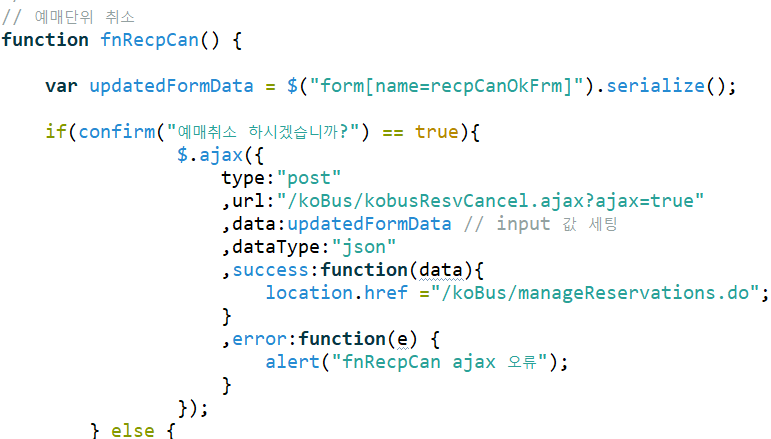 // 예매단위 취소
function fnRecpCan() {
var updatedFormData = $("form[name=recpCanOkFrm]").serialize();
if(confirm("예매취소 하시겠습니까?") == true){
$.ajax({
type:"post"
,url:"/koBus/kobusResvCancel.ajax?ajax=true"
,data:updatedFormData // input 값 세팅
,dataType:"json"
,success:function(data){
location.href ="/koBus/manageReservations.do";
}
,error:function(e) {
alert("fnRecpCan ajax 오류");
}
});
} else {